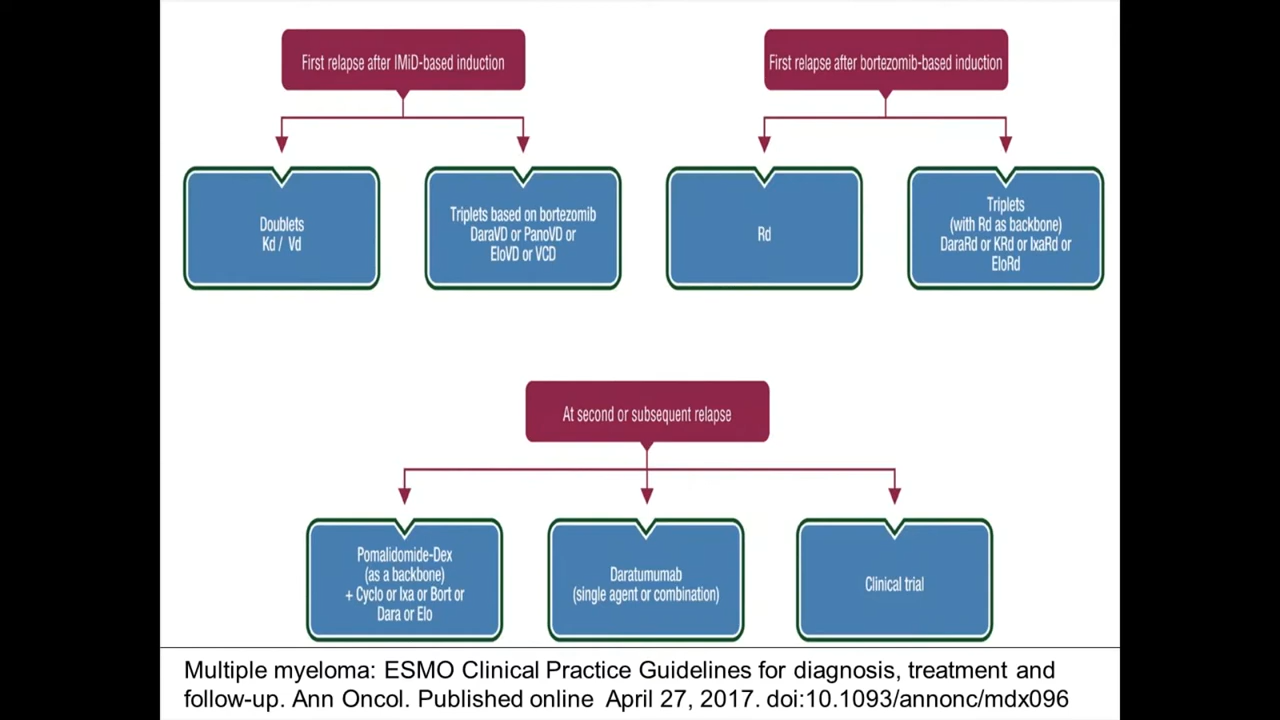 First relapse after IMiD-based induction
First relapse after bortezomib-based induction
Doublets
Kd / Vd
Triplets based on bortezomib
DaraVD or PanoVD or
EloVD or VCD
Rd
Triplets
(with Rd as backbone)
DaraRd or KRd or IxaRd or
EloRd
At second or subsequent relapse
Pomalidomide-Dex
(as a backbone)
+ Cyclo or Ixa or Bort or
Dara or Elo
Daratumumab
(single agent or combination)
Clinical trial
Multiple myeloma: ESMO Clinical Practice Guidelines for diagnosis, treatment and
follow-up. Ann Oncol. Published online April 27, 2017. doi:10.1093/annonc/mdx096